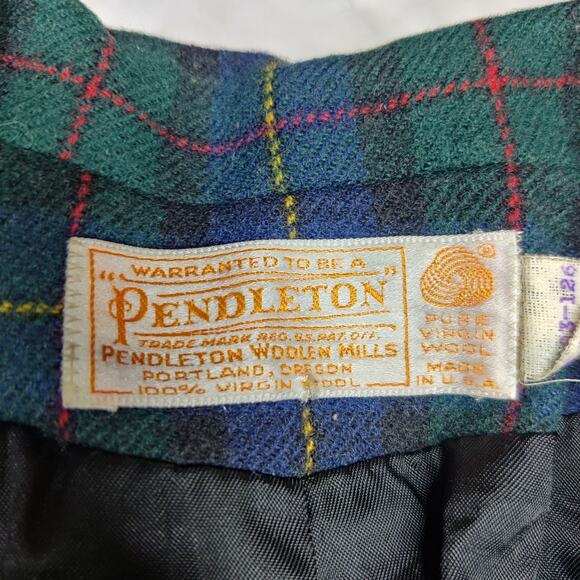 WARRANTED TO BE A
"PENDLETON"
TRADE MARK REG. U.S. PAT. OFF.
PENDLETON WOOLEN MILLS
PORTLAND, OREGON
100% VIRGIN WOOL
®
PURE
VIRGIN
WOOL
MADE
IN U.S.A.